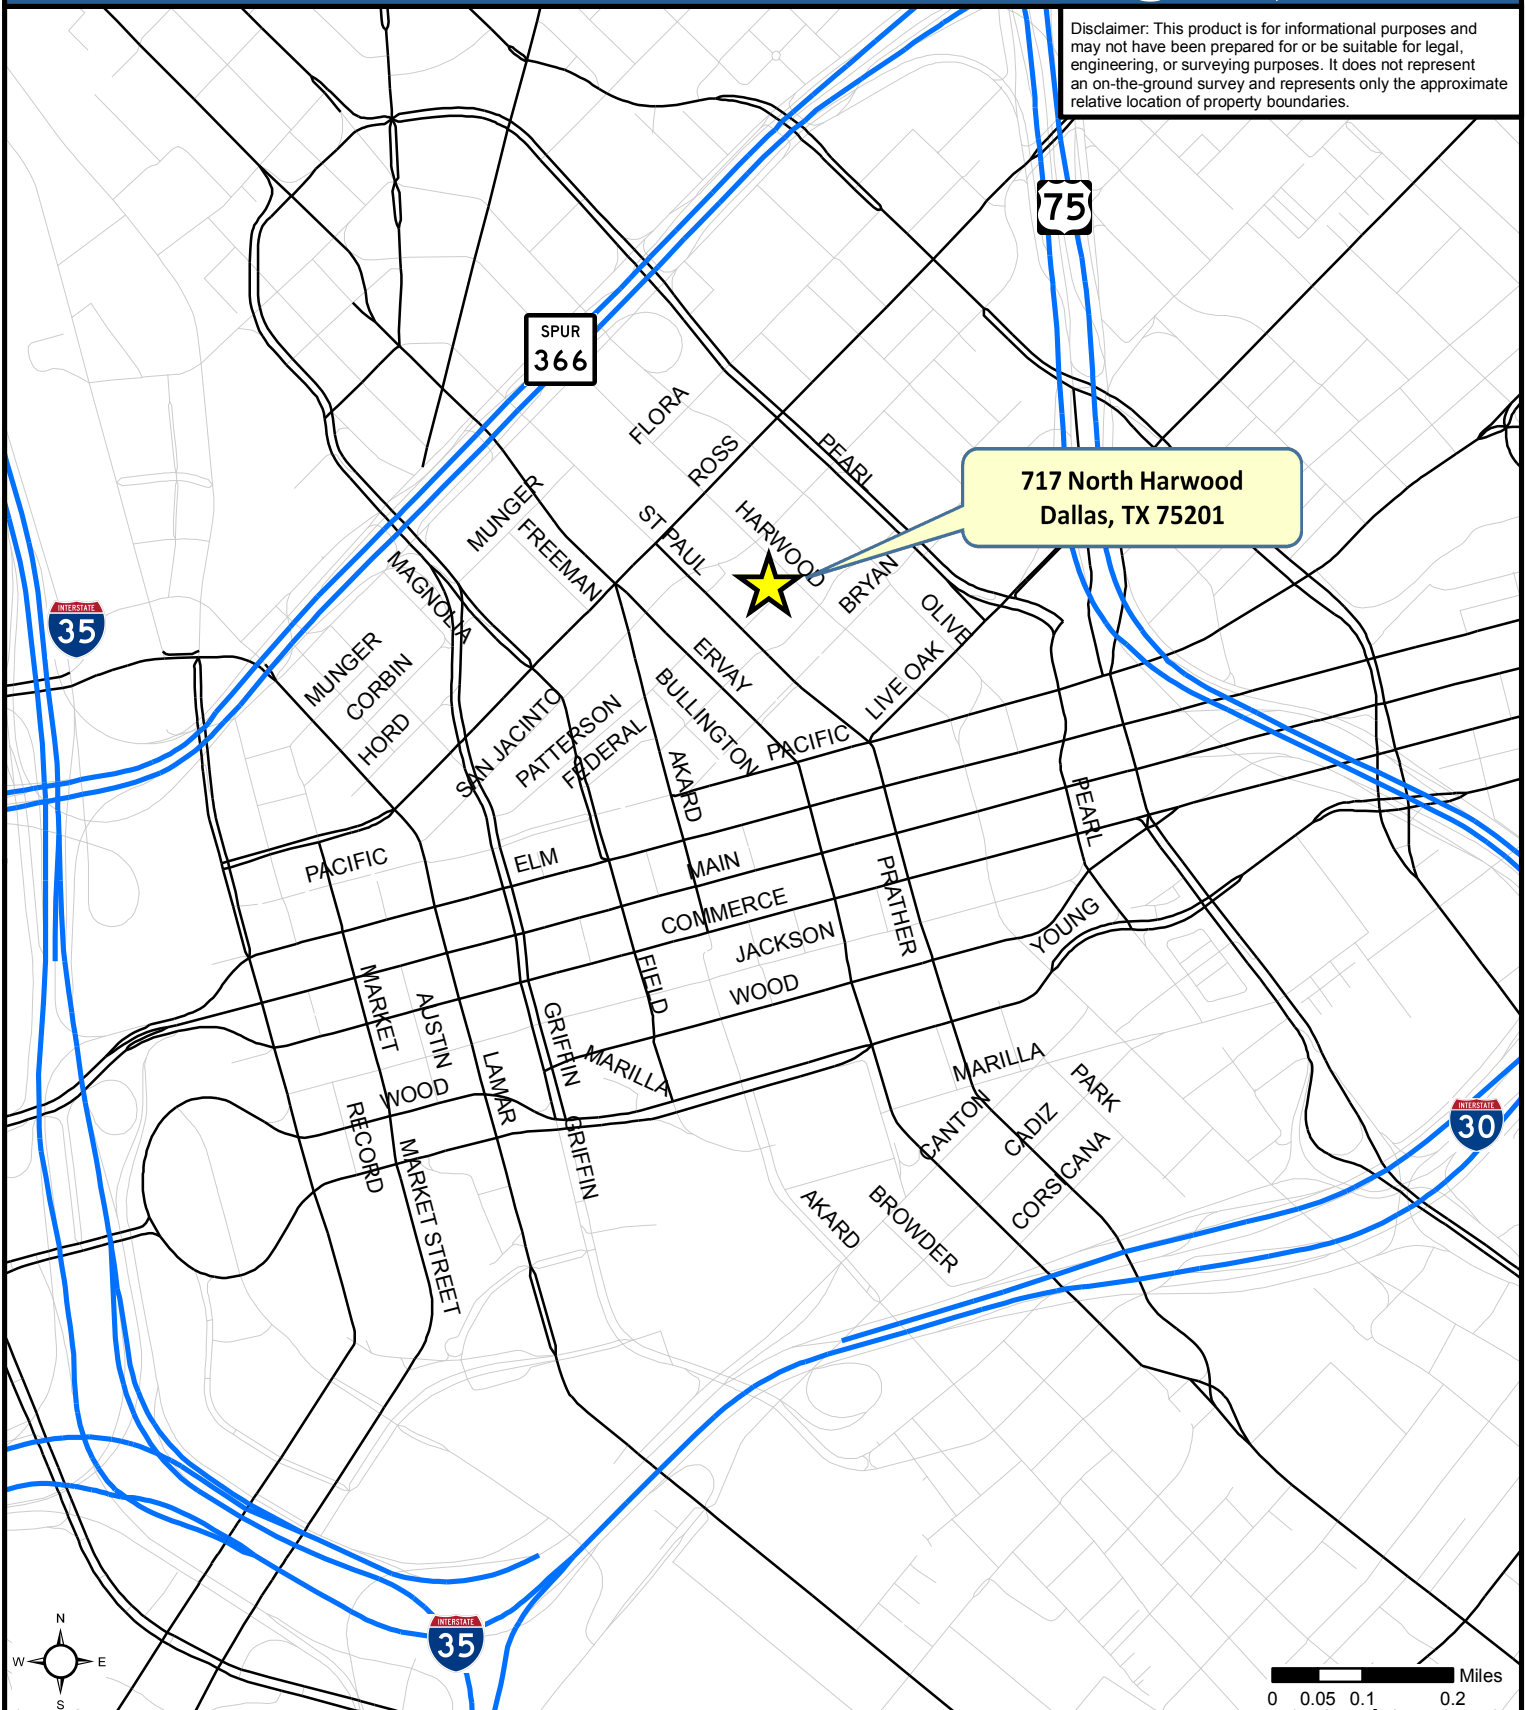 Disclaimer: This product is for informational purposes and
may not have been prepared for or be suitable for legal,
engineering, or surveying purposes. It does not represent
an on-the-ground survey and represents only the approximate
relative location of property boundaries.
75
SPUR
366
FLORA
ROSS
PEARL
717 North Harwood
Dallas, TX 75201
MUNGER
FREEMAN
ST PAUL
HARWOOD
BRYAN
MAGNOLIA
OLIVE
INTERSTATE
35
MUNGER
CORBIN
HORD
ERVAY
LIVE OAK
BULLINGTON
SAN JACINTO
PATTERSON
FEDERAL
PACIFIC
AKARD
PEARL
PACIFIC
ELM
MAIN
PRATHER
COMMERCE
JACKSON
YOUNG
WOOD
FIELD
MARKET
AUSTIN
GRIFFIN
MARILLA
LAMAR
MARILLA
WOOD
PARK
RECORD
CANTON
CADIZ
INTERSTATE
30
GRIFFIN
CORSICANA
MARKET STREET
AKARD
BROWDER
INTERSTATE
35
N
W E
S
Miles
0 0.05 0.1 0.2